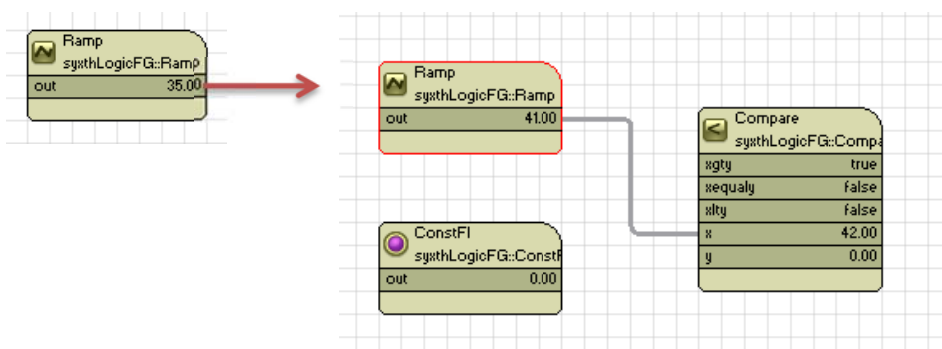 Ramp
syxthLogicFG::Ramp
out 35.00
Ramp
syxthLogicFG::Ramp
out 41.00
Compare
syxthLogicFG::Compa
xgty true
xequaly false
xlty false
x 42.00
y 0.00
ConstFl
syxthLogicFG::ConstF
out 0.00